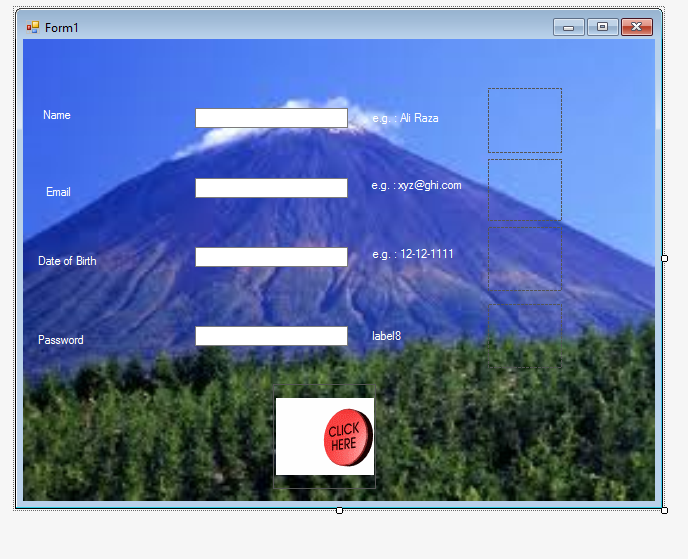 Form1
Name
e.g. : Ali Raza
Email
e.g. : xyz@ghi.com
Date of Birth
e.g. : 12-12-1111
Password
label8
CLICK
HERE